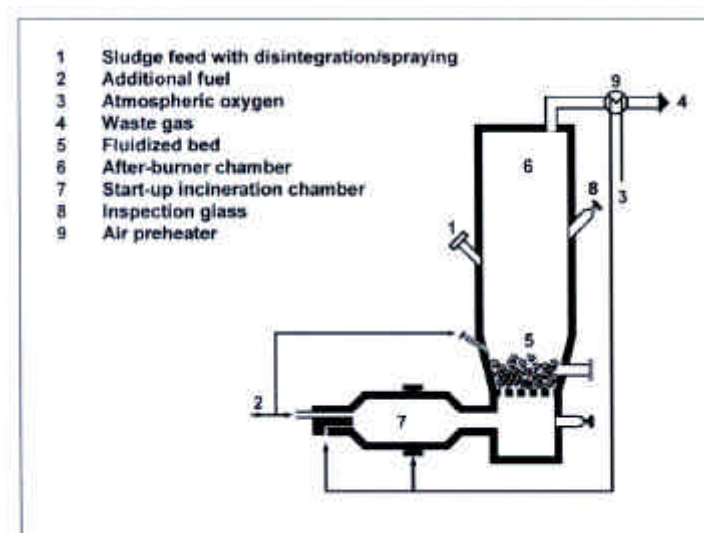 1 Sludge feed with disintegration/spraying
2 Additional fuel
3 Atmospheric oxygen
4 Waste gas
5 Fluidized bed
6 After-burner chamber
7 Start-up incineration chamber
8 Inspection glass
9 Air preheater
9
4
6
8
3
1
5
2
7